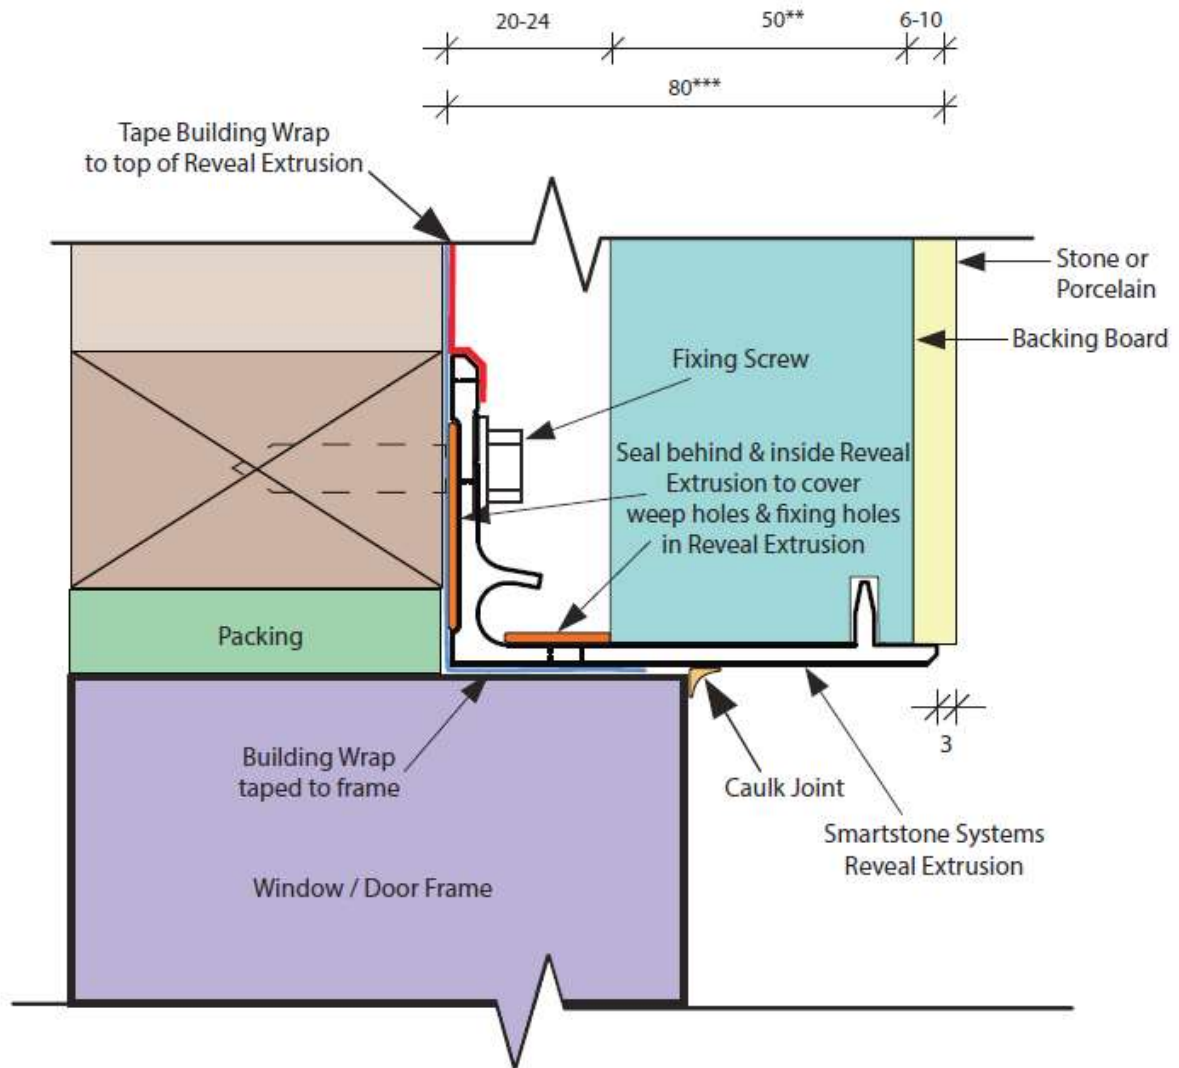 20-24
50**
6-10
80***
Tape Building Wrap
to top of Reveal Extrusion
Stone or
Porcelain
Backing Board
Fixing Screw
Seal behind & inside Reveal
Extrusion to cover
weep holes & fixing holes
in Reveal Extrusion
Packing
3
Building Wrap
taped to frame
Caulk Joint
Smartstone Systems
Reveal Extrusion
Window / Door Frame